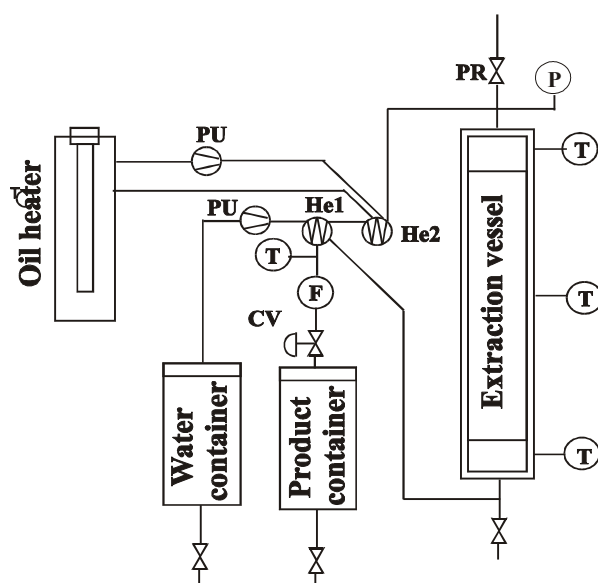 PR
P
PU
T
T
Oil heater
PU
He1
He2
T
F
T
CV
Extraction vessel
Water
container
Product
container
T